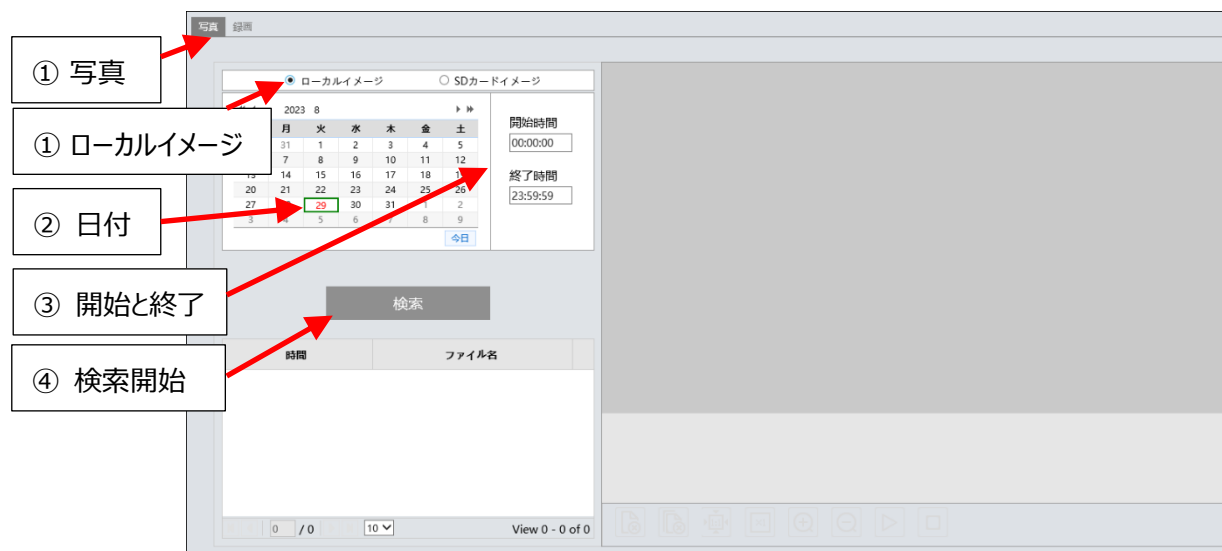 写真 録画
① 写真
ローカルイメージ SDカードイメージ
① ローカルイメージ
2023 8
月 火 水 木 金 土
31 1 2 3 4 5
7 8 9 10 11 12
13 14 15 16 17 18
20 21 22 23 24 25 26
27 29 30 31 1 2
3 4 5 6 7 8 9
今日
開始時間
00:00:00
終了時間
23:59:59
② 日付
③ 開始と終了
検索
④ 検索開始
時間 ファイル名
0 / 0 10 View 0 - 0 of 0